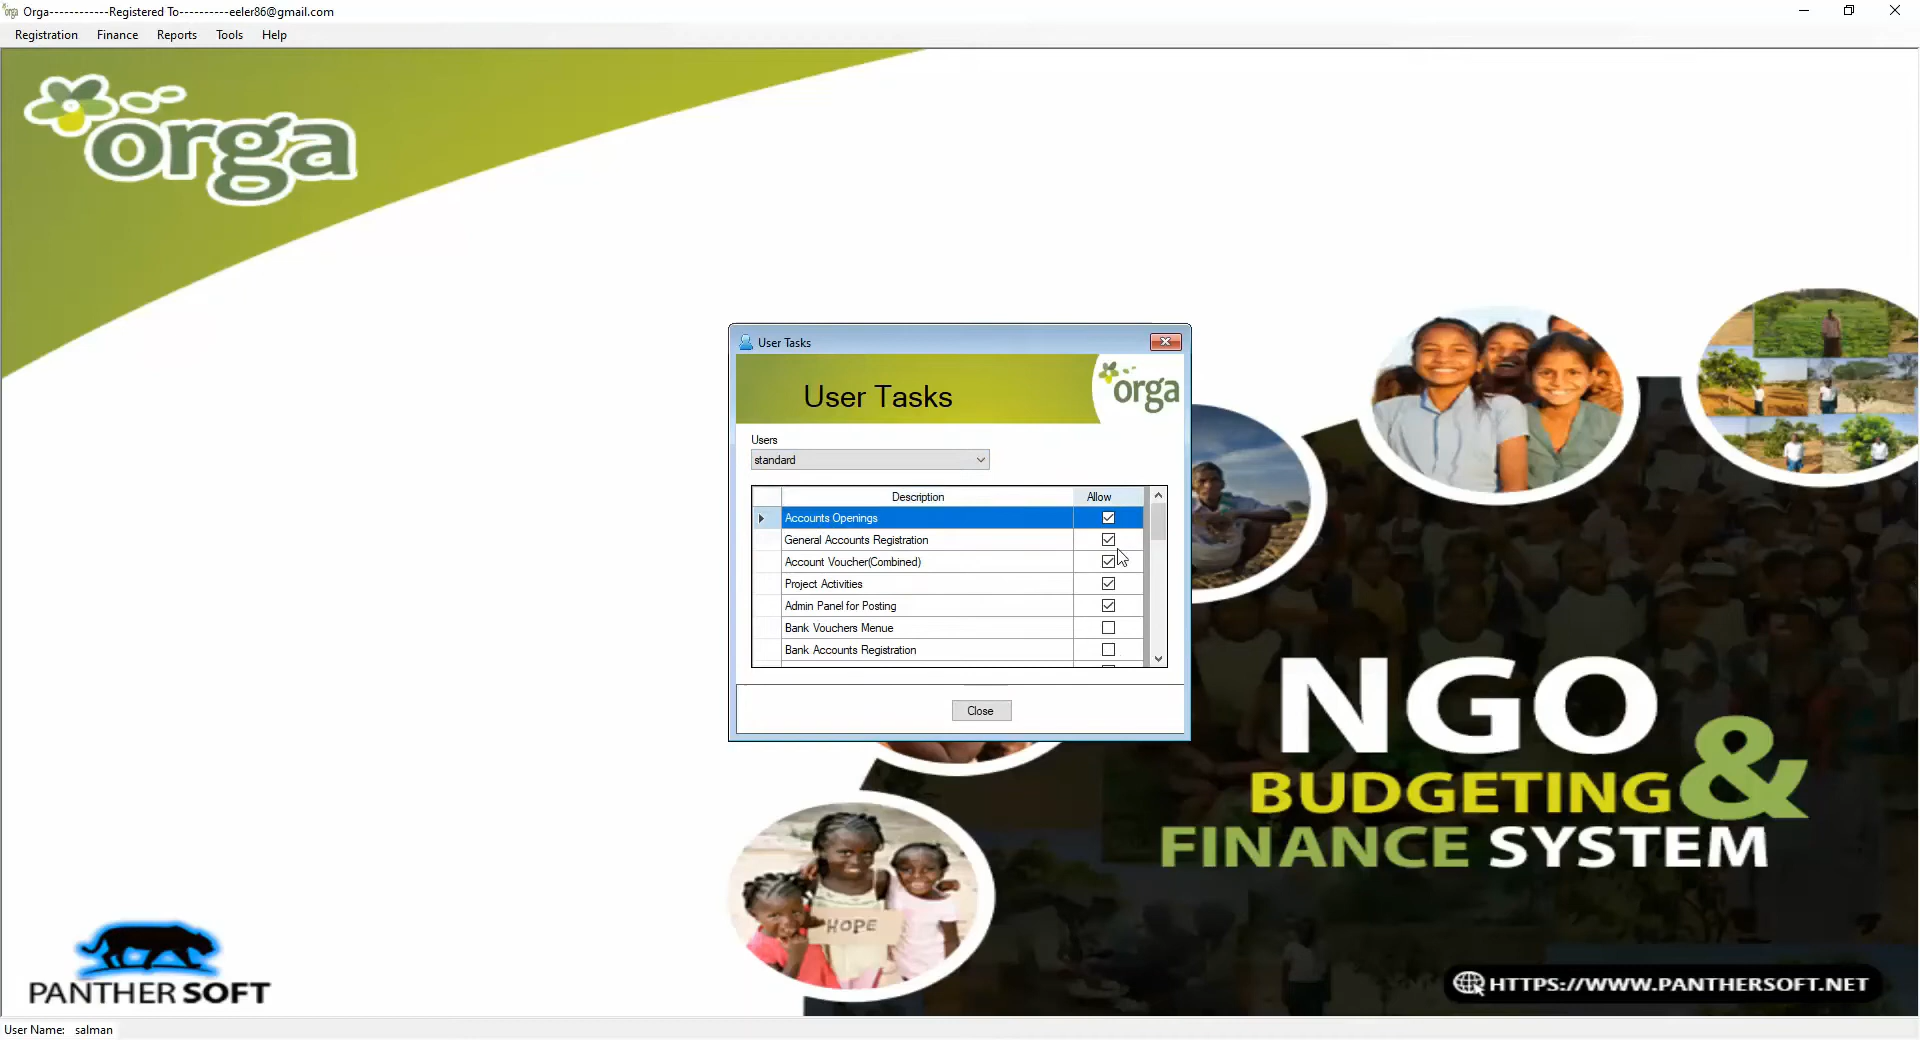 Orga------------Registered To----------eeler86@gmail.com
Registration Finance Reports Tools Help
orga
User Tasks
User Tasks
orga
Users
standard
Description Allow
Accounts Openings
General Accounts Registration
Account Voucher(Combined)
Project Activities
Admin Panel for Posting
Bank Vouchers Menue
Bank Accounts Registration
Close
NGO
BUDGETING &
FINANCE SYSTEM
HOPE
PANTHER SOFT
HTTPS://WWW.PANTHERSOFT.NET
User Name: salman